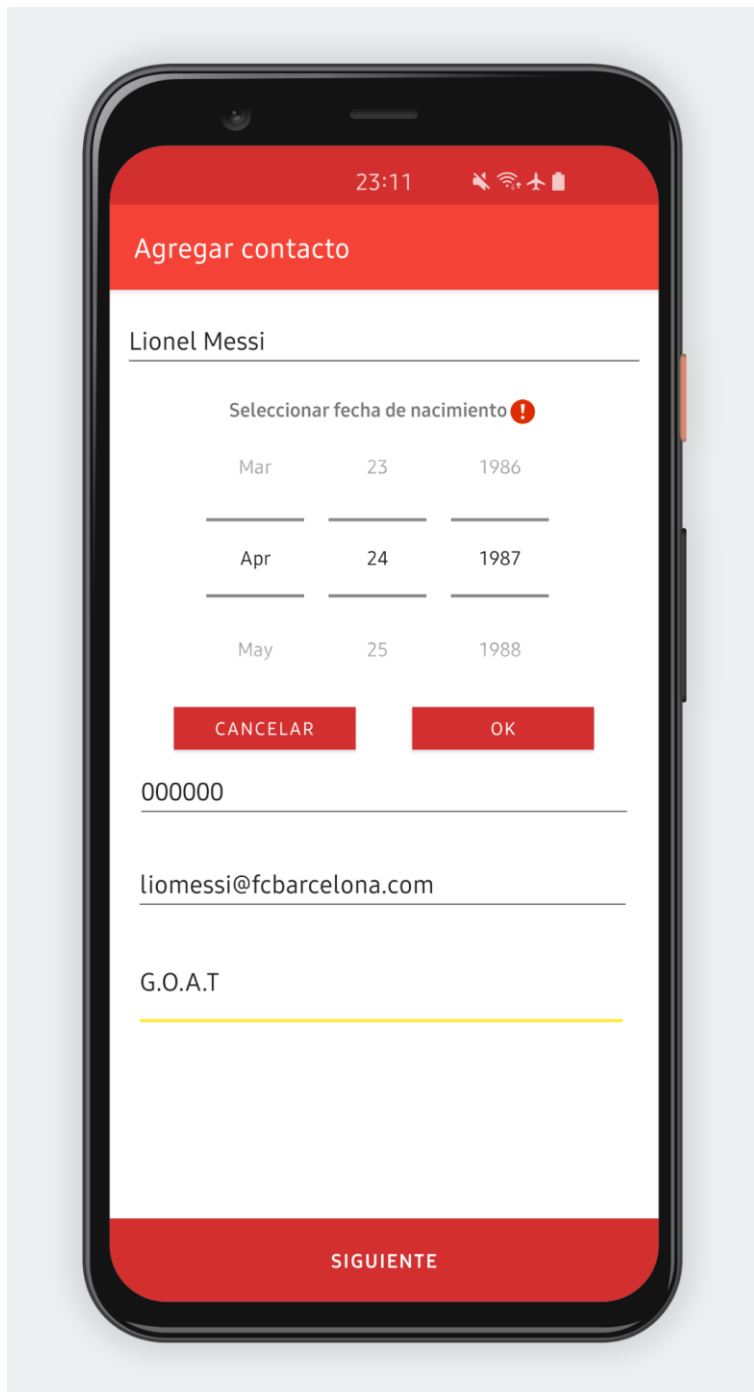 23:11
Agregar contacto
Lionel Messi
Seleccionar fecha de nacimiento
Mar 23 1986
Apr 24 1987
May 25 1988
CANCELAR OK
000000
liomessi@fcbarcelona.com
G.O.A.T
SIGUIENTE